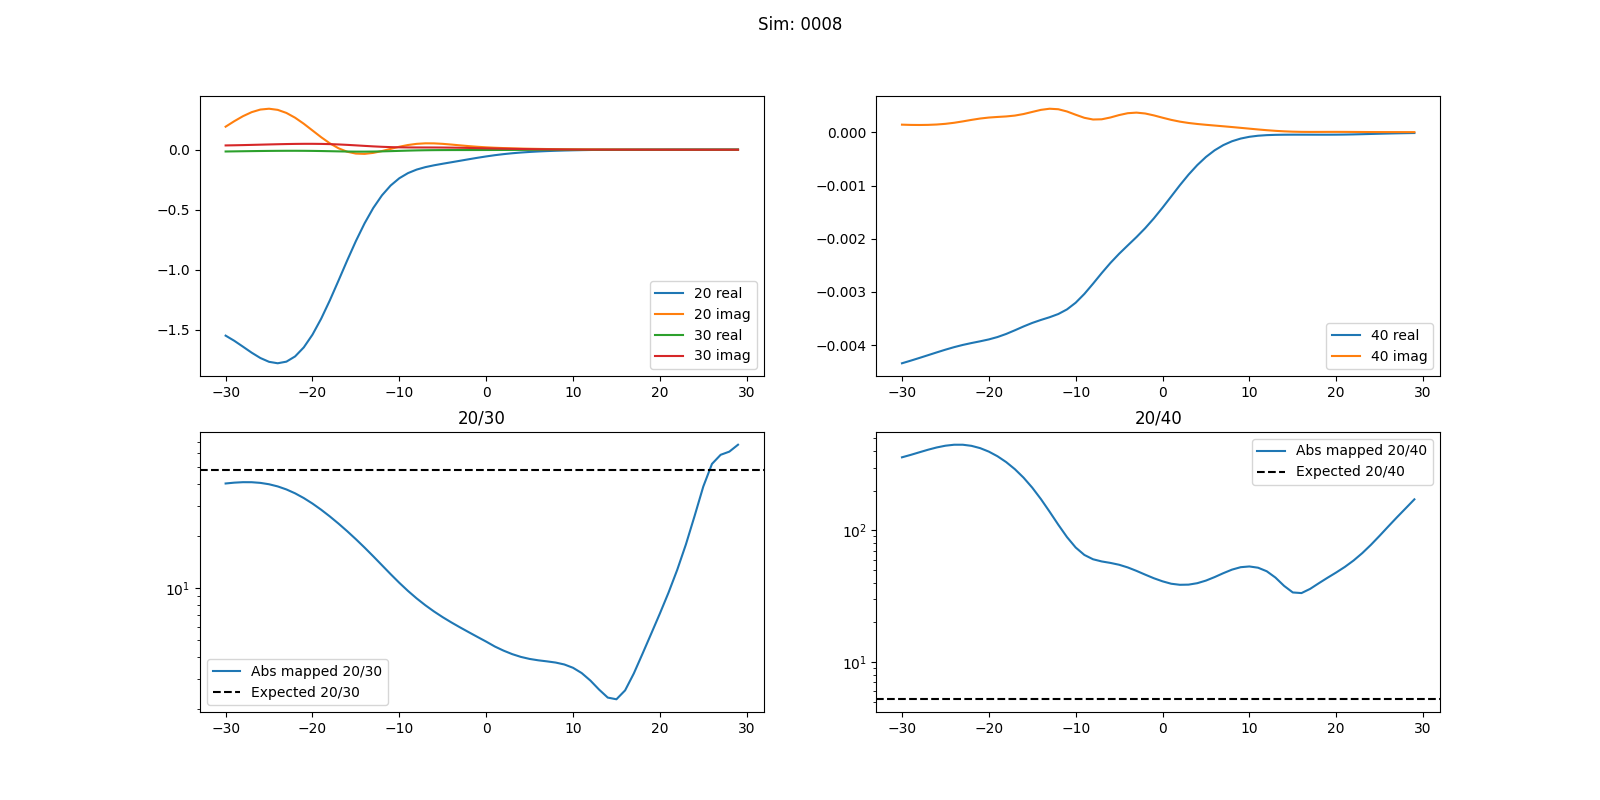 Sim: 0008
0.0
−0.5
−1.0
−1.5
−30 −20 −10 0 10 20 30
20 real
20 imag
30 real
30 imag
0.000
−0.001
−0.002
−0.003
−0.004
−30 −20 −10 0 10 20 30
40 real
40 imag
20/30
10¹
−30 −20 −10 0 10 20 30
Abs mapped 20/30
Expected 20/30
20/40
10²
10¹
−30 −20 −10 0 10 20 30
Abs mapped 20/40
Expected 20/40